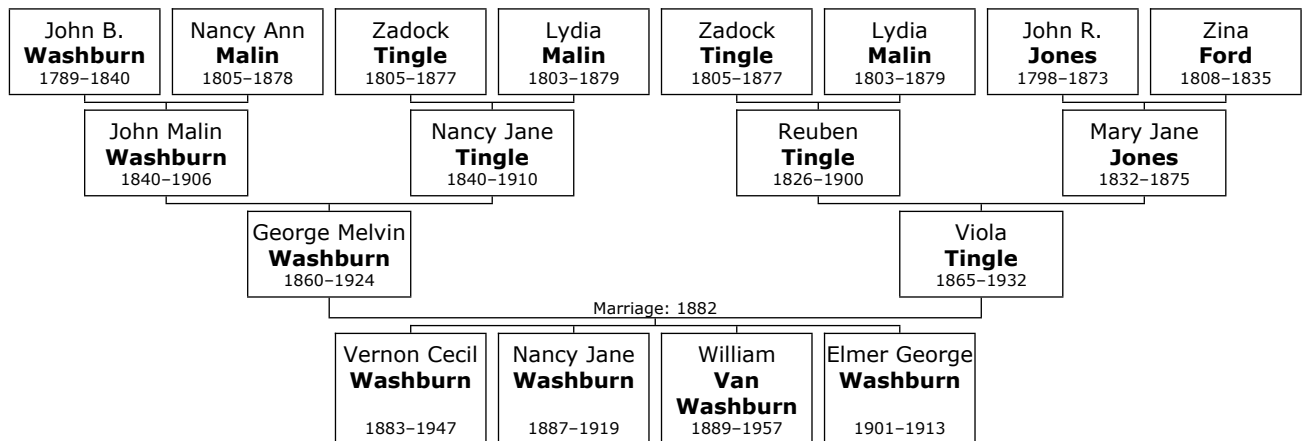 John B.
Washburn
1789–1840
Nancy Ann
Malin
1805–1878
Zadock
Tingle
1805–1877
Lydia
Malin
1803–1879
Zadock
Tingle
1805–1877
Lydia
Malin
1803–1879
John R.
Jones
1798–1873
Zina
Ford
1808–1835
John Malin
Washburn
1840–1906
Nancy Jane
Tingle
1840–1910
Reuben
Tingle
1826–1900
Mary Jane
Jones
1832–1875
George Melvin
Washburn
1860–1924
Viola
Tingle
1865–1932
Marriage: 1882
Vernon Cecil
Washburn
1883–1947
Nancy Jane
Washburn
1887–1919
William
Van
Washburn
1889–1957
Elmer George
Washburn
1901–1913